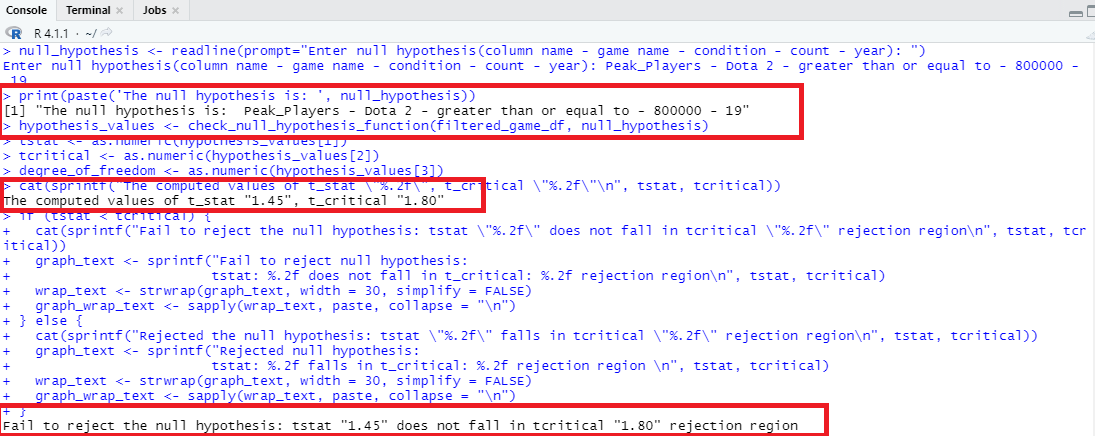 Console Terminal × Jobs ×
R 4.1.1 · ~/
> null_hypothesis <- readline(prompt="Enter null hypothesis(column name - game name - condition - count - year): ")
Enter null hypothesis(column name - game name - condition - count - year): Peak_Players - Dota 2 - greater than or equal to - 800000 -
 19
> print(paste('The null hypothesis is: ', null_hypothesis))
[1] "The null hypothesis is:  Peak_Players - Dota 2 - greater than or equal to - 800000 - 19"
> hypothesis_values <- check_null_hypothesis_function(filtered_game_df, null_hypothesis)
> tstat <- as.numeric(hypothesis_values[1])
> tcritical <- as.numeric(hypothesis_values[2])
> degree_of_freedom <- as.numeric(hypothesis_values[3])
> cat(sprintf("The computed values of t_stat \"%.2f\", t_critical \"%.2f\"\n", tstat, tcritical))
The computed values of t_stat "1.45", t_critical "1.80"
> if (tstat < tcritical) {
+   cat(sprintf("Fail to reject the null hypothesis: tstat \"%.2f\" does not fall in tcritical \"%.2f\" rejection region\n", tstat, tcr
itical))
+   graph_text <- sprintf("Fail to reject null hypothesis:
+                         tstat: %.2f does not fall in t_critical: %.2f rejection region\n", tstat, tcritical)
+   wrap_text <- strwrap(graph_text, width = 30, simplify = FALSE)
+   graph_wrap_text <- sapply(wrap_text, paste, collapse = "\n")
+ } else {
+   cat(sprintf("Rejected the null hypothesis: tstat \"%.2f\" falls in tcritical \"%.2f\" rejection region\n", tstat, tcritical))
+   graph_text <- sprintf("Rejected null hypothesis:
+                         tstat: %.2f falls in t_critical: %.2f rejection region \n", tstat, tcritical)
+   wrap_text <- strwrap(graph_text, width = 30, simplify = FALSE)
+   graph_wrap_text <- sapply(wrap_text, paste, collapse = "\n")
+ }
Fail to reject the null hypothesis: tstat "1.45" does not fall in tcritical "1.80" rejection region